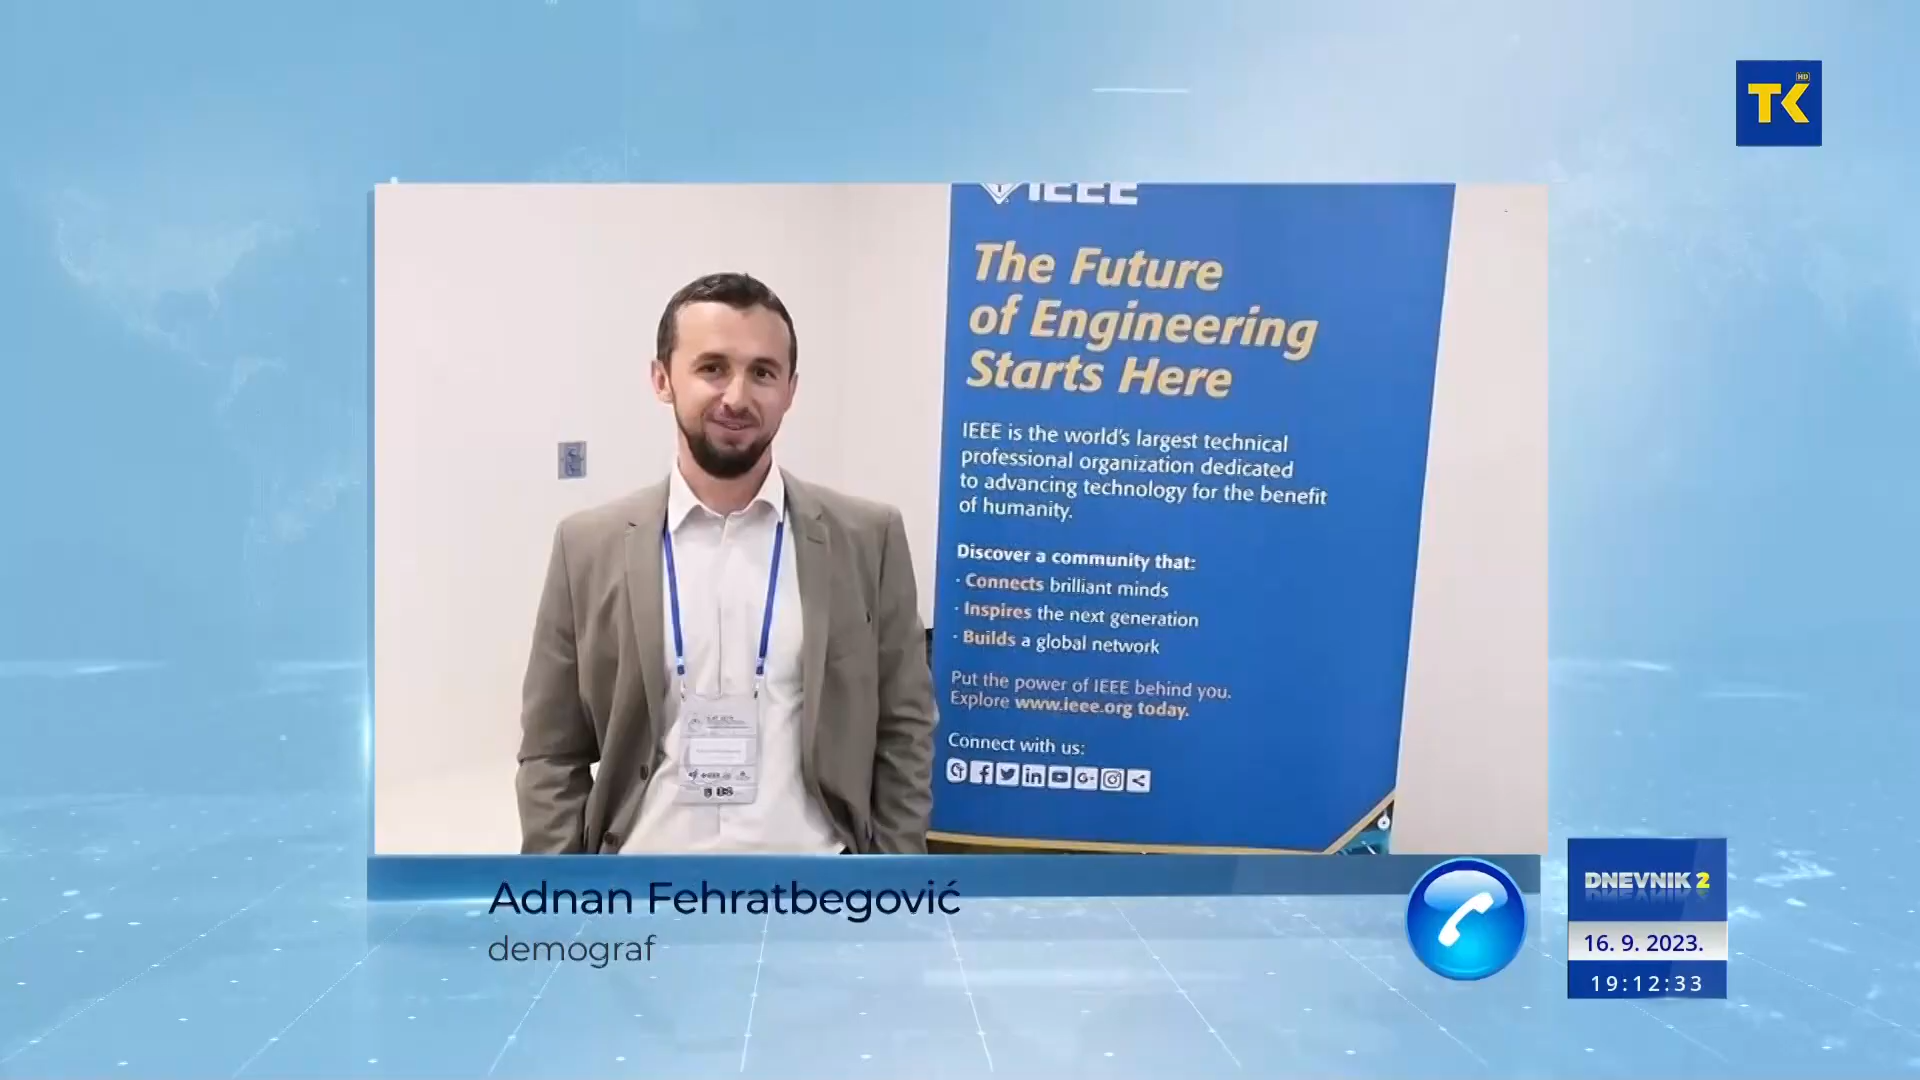 HD
TK
IEEE
The Future
of Engineering
Starts Here
IEEE is the world's largest technical
professional organization dedicated
to advancing technology for the benefit
of humanity.
Discover a community that:
· Connects brilliant minds
· Inspires the next generation
· Builds a global network
Put the power of IEEE behind you.
Explore www.ieee.org today.
Connect with us:
Adnan Fehratbegović
demograf
DNEVNIK 2
16. 9. 2023.
19:12:33